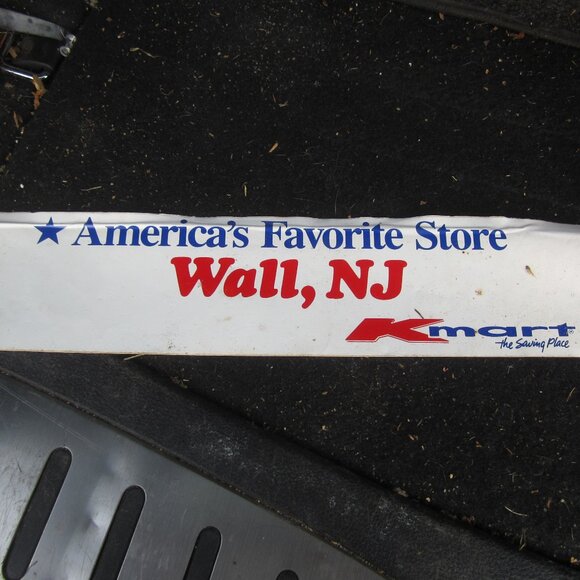 ★ America's Favorite Store
Wall, NJ
Kmart®
the Saving Place